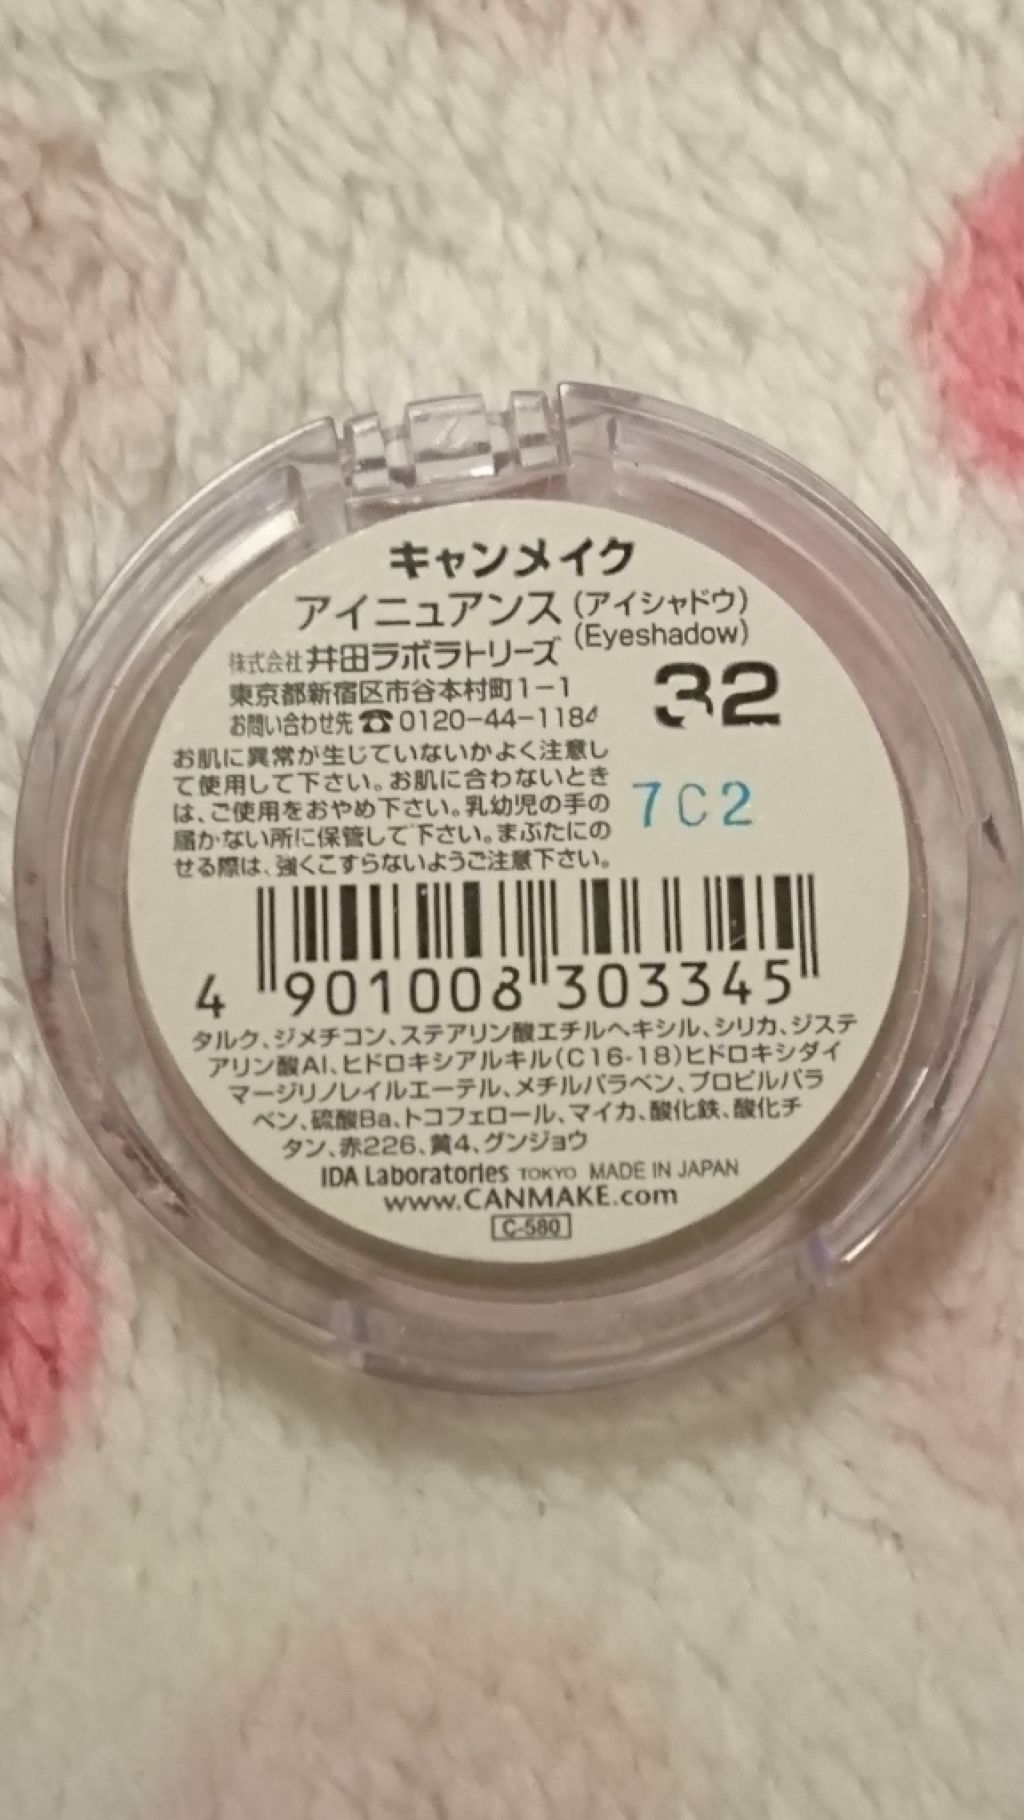 キャンメイク
アイニュアンス (アイシャドウ)
(Eyeshadow)
株式会社 井田ラボラトリーズ
東京都新宿区市谷本村町1-1
32
お問い合わせ先 ☎0120-44-1184
お肌に異常が生じていないかよく注意し
て使用して下さい。お肌に合わないとき
は、ご使用をおやめ下さい。乳幼児の手の
届かない所に保管して下さい。まぶたにの
せる際は、強くこすらないようご注意下さい。
7C2
4 901008 303345
タルク、ジメチコン、ステアリン酸エチルヘキシル、シリカ、ジステ
アリン酸Al、ヒドロキシアルキル(C16-18)ヒドロキシダイ
マージリノレイルエーテル、メチルパラベン、プロピルパラ
ベン、硫酸Ba、トコフェロール、マイカ、酸化鉄、酸化チ
タン、赤226、黄4、グンジョウ
IDA Laboratories TOKYO MADE IN JAPAN
www.CANMAKE.com
C-580